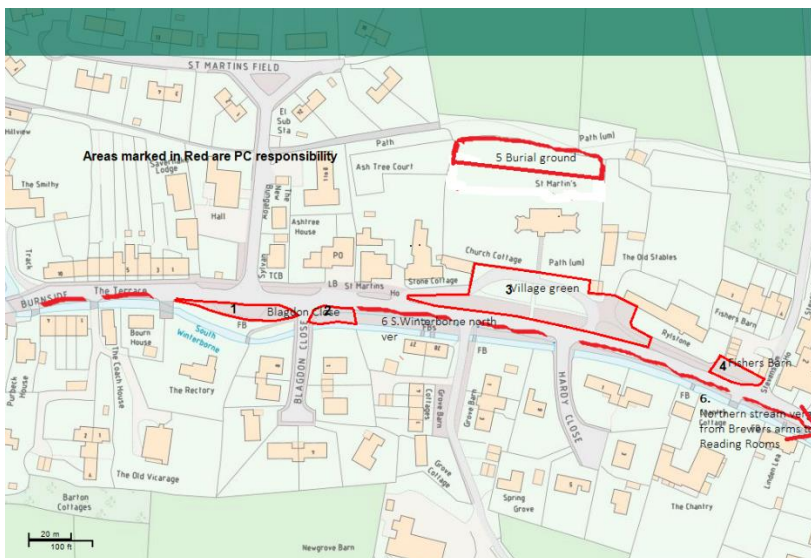 ST MARTINS FIELD
El
Sub
Sta
Hillview
Lodge
Path
Path (um)
Areas marked in Red are PC responsibility
5 Burial ground
Ash Tree Court
St Martin's
The Smithy
Hall
The New Bungalow
Ashtree
House
PO
Church Cottage
Path (um)
The Old Stables
Track
TCB
LB
St Martins
Ho
Stone Cottage
3
Village green
BURNSIDE
The Terrace
1
Blagdon Close
2
FB
Bourn
House
South
Winterborne
6 S.Winterborne north
ver
FBs
Rylstone
Fishers Barn
4
Fishers Barn
Purbeck
House
The Coach House
The Rectory
BLAGDON CLOSE
HARDY CLOSE
Grove Barn
Cottages
Grove Barn
FB
FB
6.
Northern stream ver
from Brewers arms t
Reading Rooms
Cottage
The Old Vicarage
Grove
Cottage
Spring
Grove
The Chantry
Linden Lea
Barton
Cottages
Newgrove Barn
20 m
100 ft